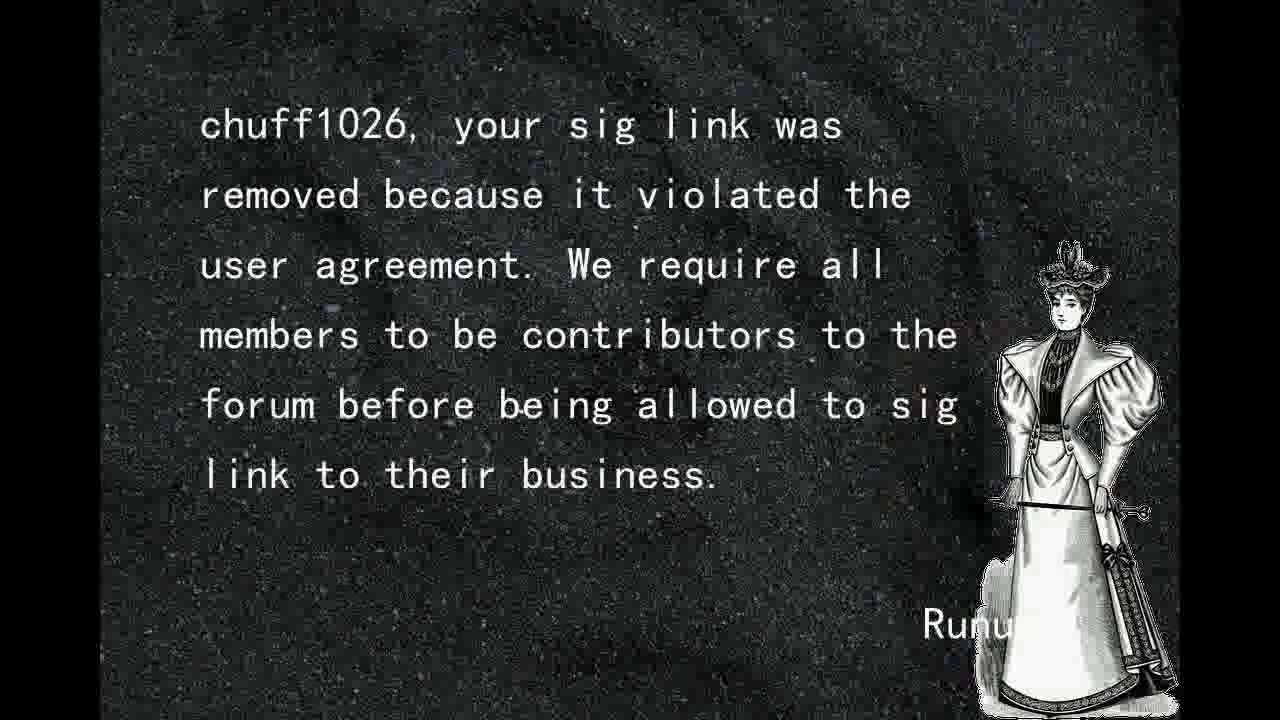 chuff1026, your sig link was
removed because it violated the
user agreement. We require all
members to be contributors to the
forum before being allowed to sig
link to their business.